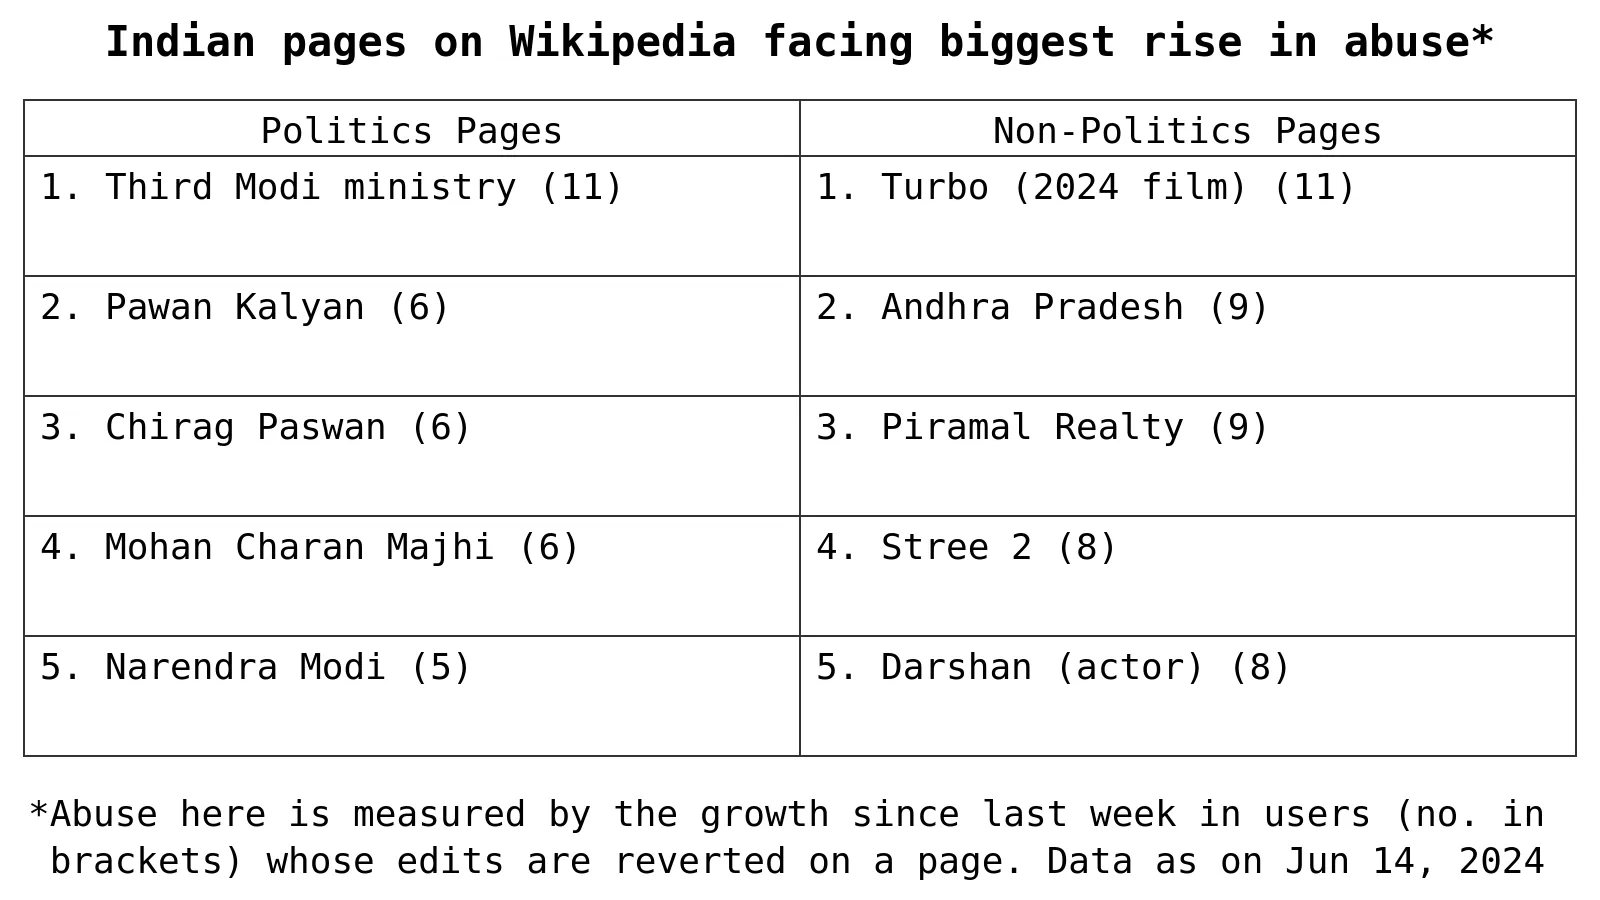 Indian pages on Wikipedia facing biggest rise in abuse*
Politics Pages
Non-Politics Pages
1. Third Modi ministry (11)
1. Turbo (2024 film) (11)
2. Pawan Kalyan (6)
2. Andhra Pradesh (9)
3. Chirag Paswan (6)
3. Piramal Realty (9)
4. Mohan Charan Majhi (6)
4. Stree 2 (8)
5. Narendra Modi (5)
5. Darshan (actor) (8)
*Abuse here is measured by the growth since last week in users (no. in
brackets) whose edits are reverted on a page. Data as on Jun 14, 2024